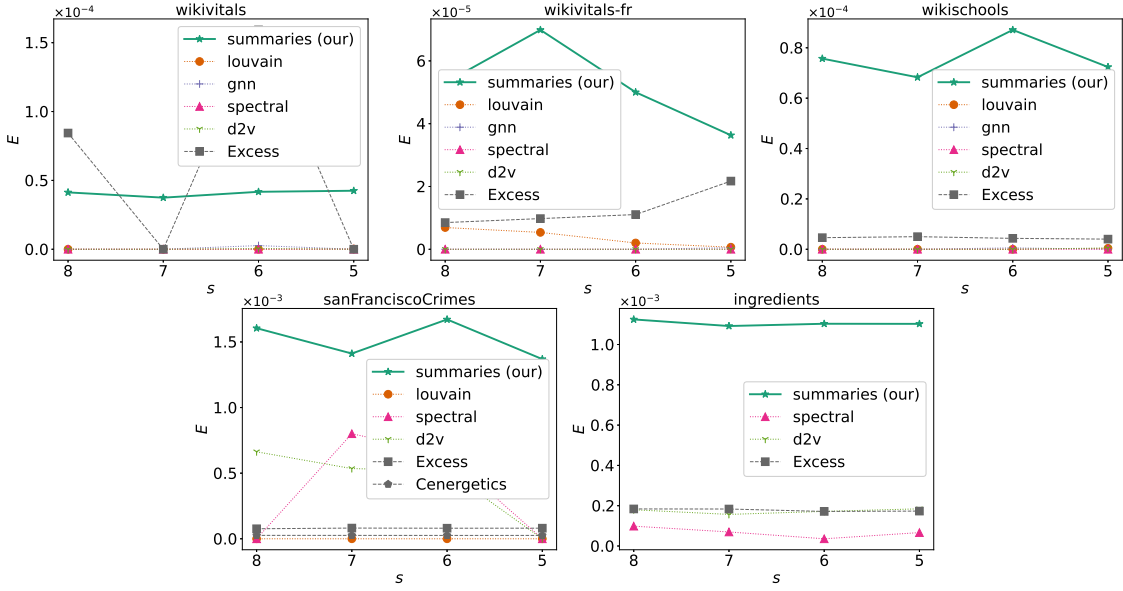 wikivitals
×10⁻⁴
E
1.5
1.0
0.5
0.0
8 7 6 5
s
summaries (our)
louvain
gnn
spectral
d2v
Excess
wikivitals-fr
×10⁻⁵
E
6
4
2
0
8 7 6 5
s
summaries (our)
louvain
gnn
spectral
d2v
Excess
wikischools
×10⁻⁴
E
0.8
0.6
0.4
0.2
0.0
8 7 6 5
s
summaries (our)
louvain
gnn
spectral
d2v
Excess
sanFranciscoCrimes
×10⁻³
E
1.5
1.0
0.5
0.0
8 7 6 5
s
summaries (our)
louvain
spectral
d2v
Excess
Cenergetics
ingredients
×10⁻³
E
1.0
0.8
0.6
0.4
0.2
0.0
8 7 6 5
s
summaries (our)
spectral
d2v
Excess